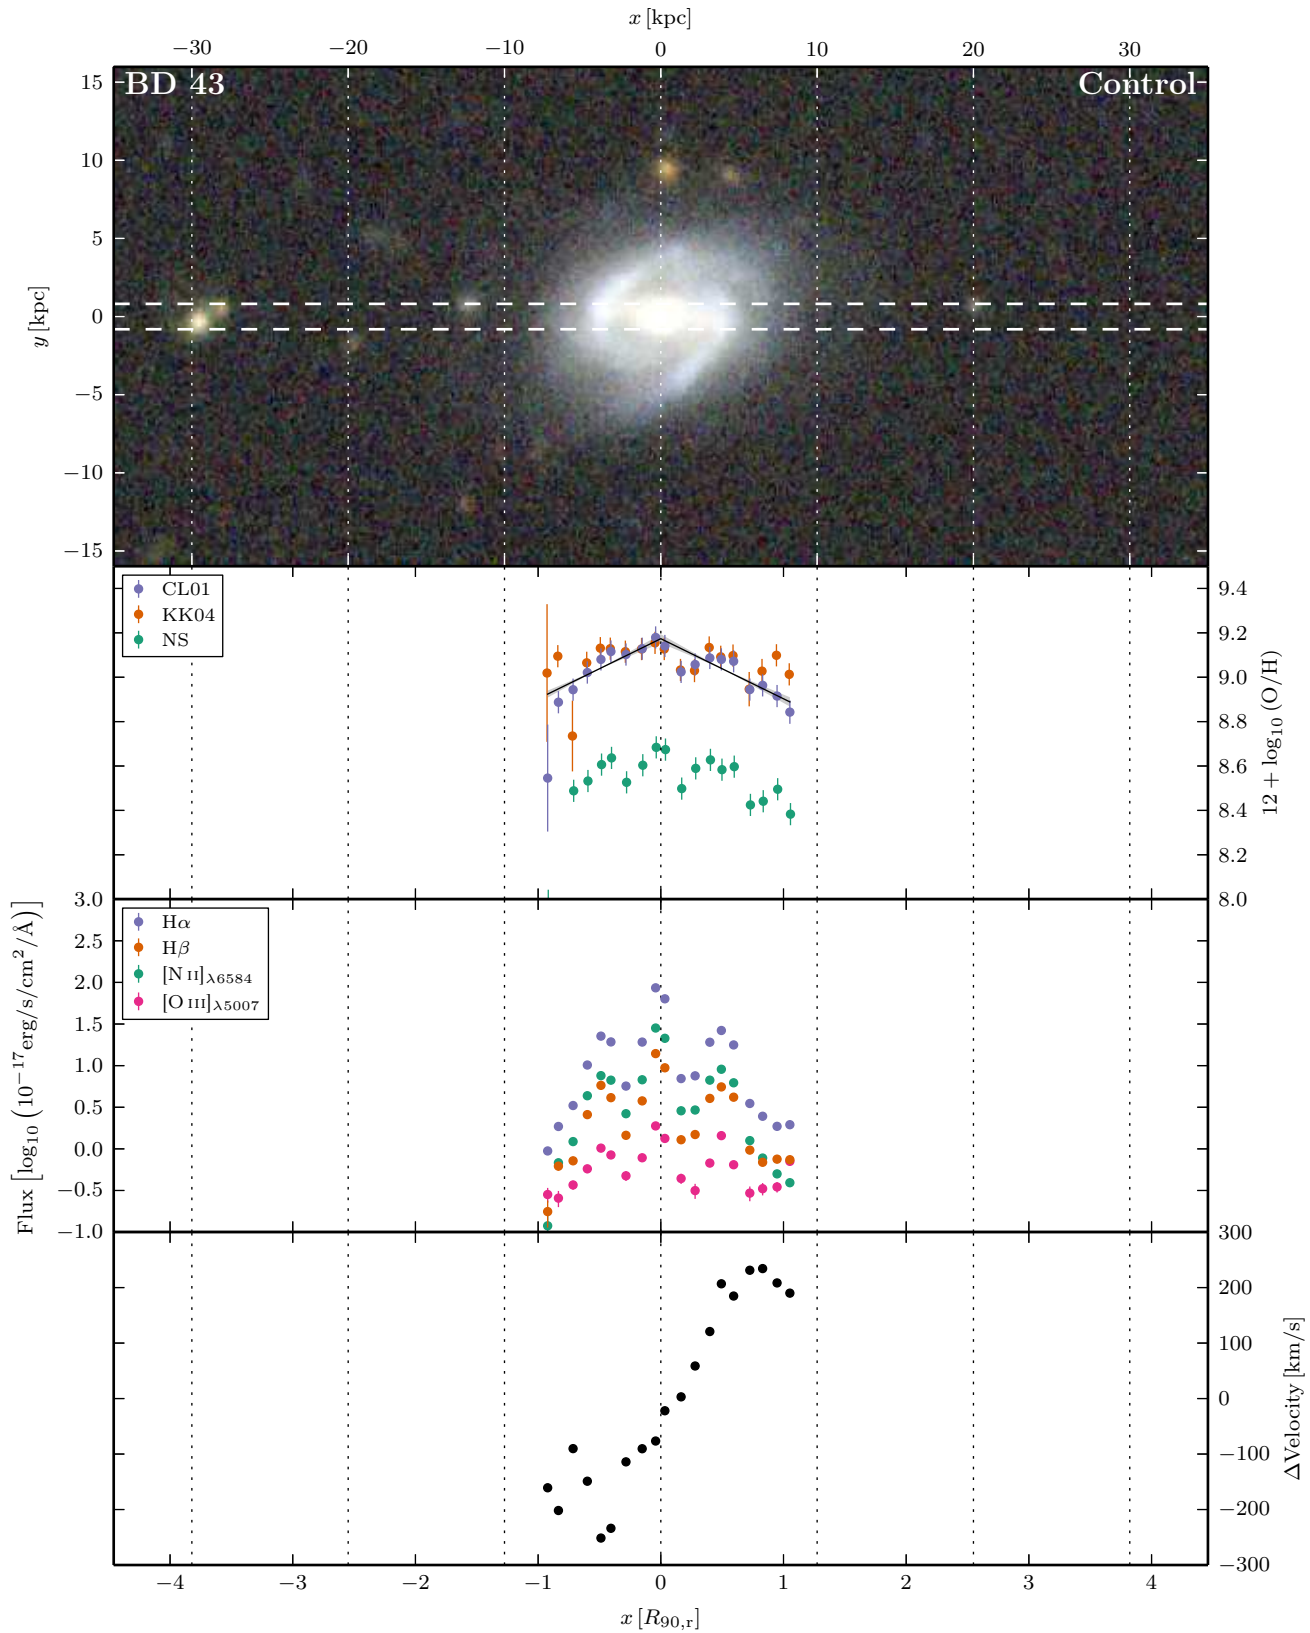 x [kpc]
−30 −20 −10 0 10 20 30
BD 43 Control
15
10
5
0
−5
−10
−15
y [kpc]
CL01
KK04
NS
9.4
9.2
9.0
8.8
8.6
8.4
8.2
8.0
12 + log₁₀ (O/H)
Hα
Hβ
[N II]λ6584
[O III]λ5007
3.0
2.5
2.0
1.5
1.0
0.5
0.0
−0.5
−1.0
Flux [log₁₀ (10⁻¹⁷erg/s/cm²/Å)]
300
200
100
0
−100
−200
−300
ΔVelocity [km/s]
−4 −3 −2 −1 0 1 2 3 4
x [R₉₀,ᵣ]